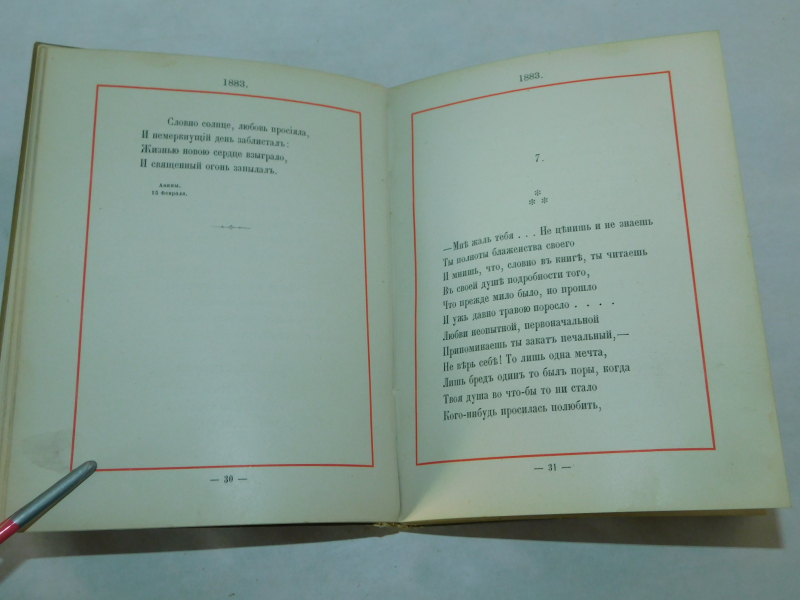 1883.
Словно солнце, любовь просіяла,
И немеркнущій день заблисталъ:
Жизнью новою сердце взыграло,
И священный огонь запылалъ.
Аѳины.
13 Февраля.
— 30 —
1883.
7.
* * *
—Мнѣ жаль тебя . . . Не цѣнишь и не знаешь
Ты полноты блаженства своего
И мнишь, что, словно въ книгѣ, ты читаешь
Въ своей душѣ подробности того,
Что прежде мило было, но прошло
И ужь давно травою поросло . . . .
Любви неопытной, первоначальной
Припоминаешь ты закатъ печальный,—
Не вѣрь себѣ! То лишь одна мечта,
Лишь бредъ одинъ то былъ поры, когда
Твоя душа во что-бы то ни стало
Кого-нибудь просилась полюбить,
— 31 —